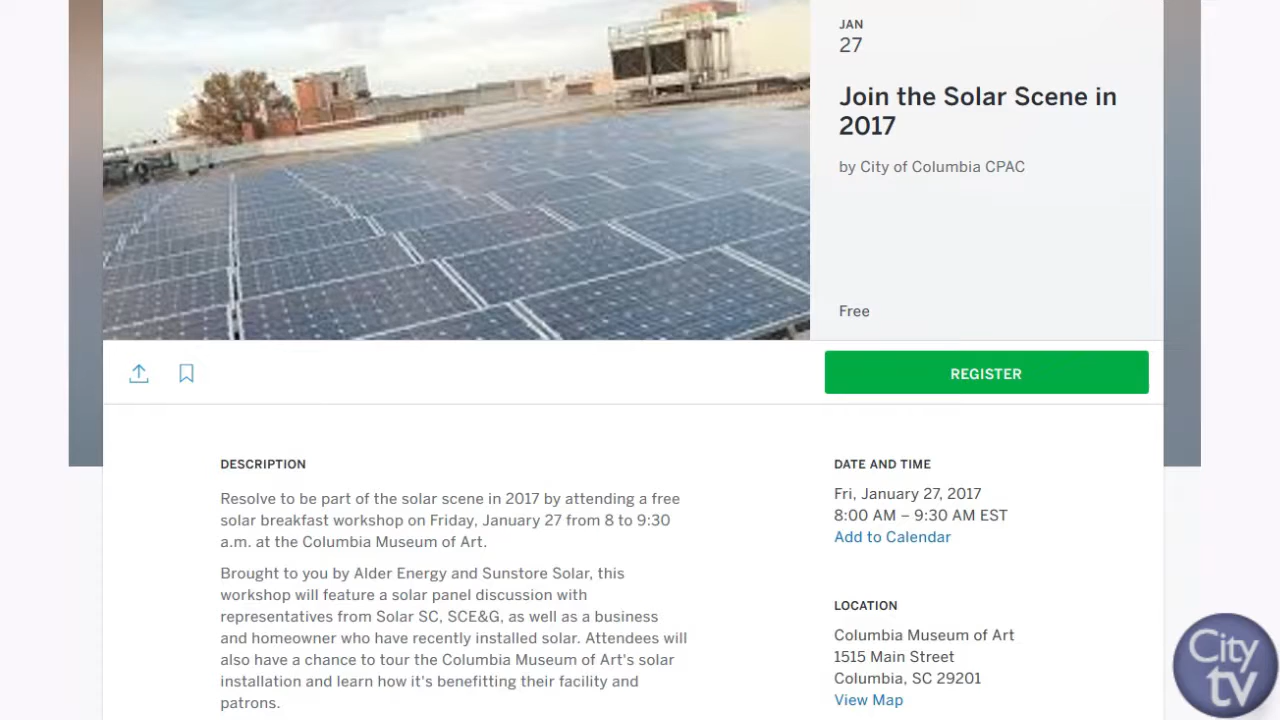 JAN
27
Join the Solar Scene in
2017
by City of Columbia CPAC
Free
REGISTER
DESCRIPTION
Resolve to be part of the solar scene in 2017 by attending a free
solar breakfast workshop on Friday, January 27 from 8 to 9:30
a.m. at the Columbia Museum of Art.
Brought to you by Alder Energy and Sunstore Solar, this
workshop will feature a solar panel discussion with
representatives from Solar SC, SCE&G, as well as a business
and homeowner who have recently installed solar. Attendees will
also have a chance to tour the Columbia Museum of Art's solar
installation and learn how it's benefitting their facility and
patrons.
DATE AND TIME
Fri, January 27, 2017
8:00 AM – 9:30 AM EST
Add to Calendar
LOCATION
Columbia Museum of Art
1515 Main Street
Columbia, SC 29201
View Map
City
tv